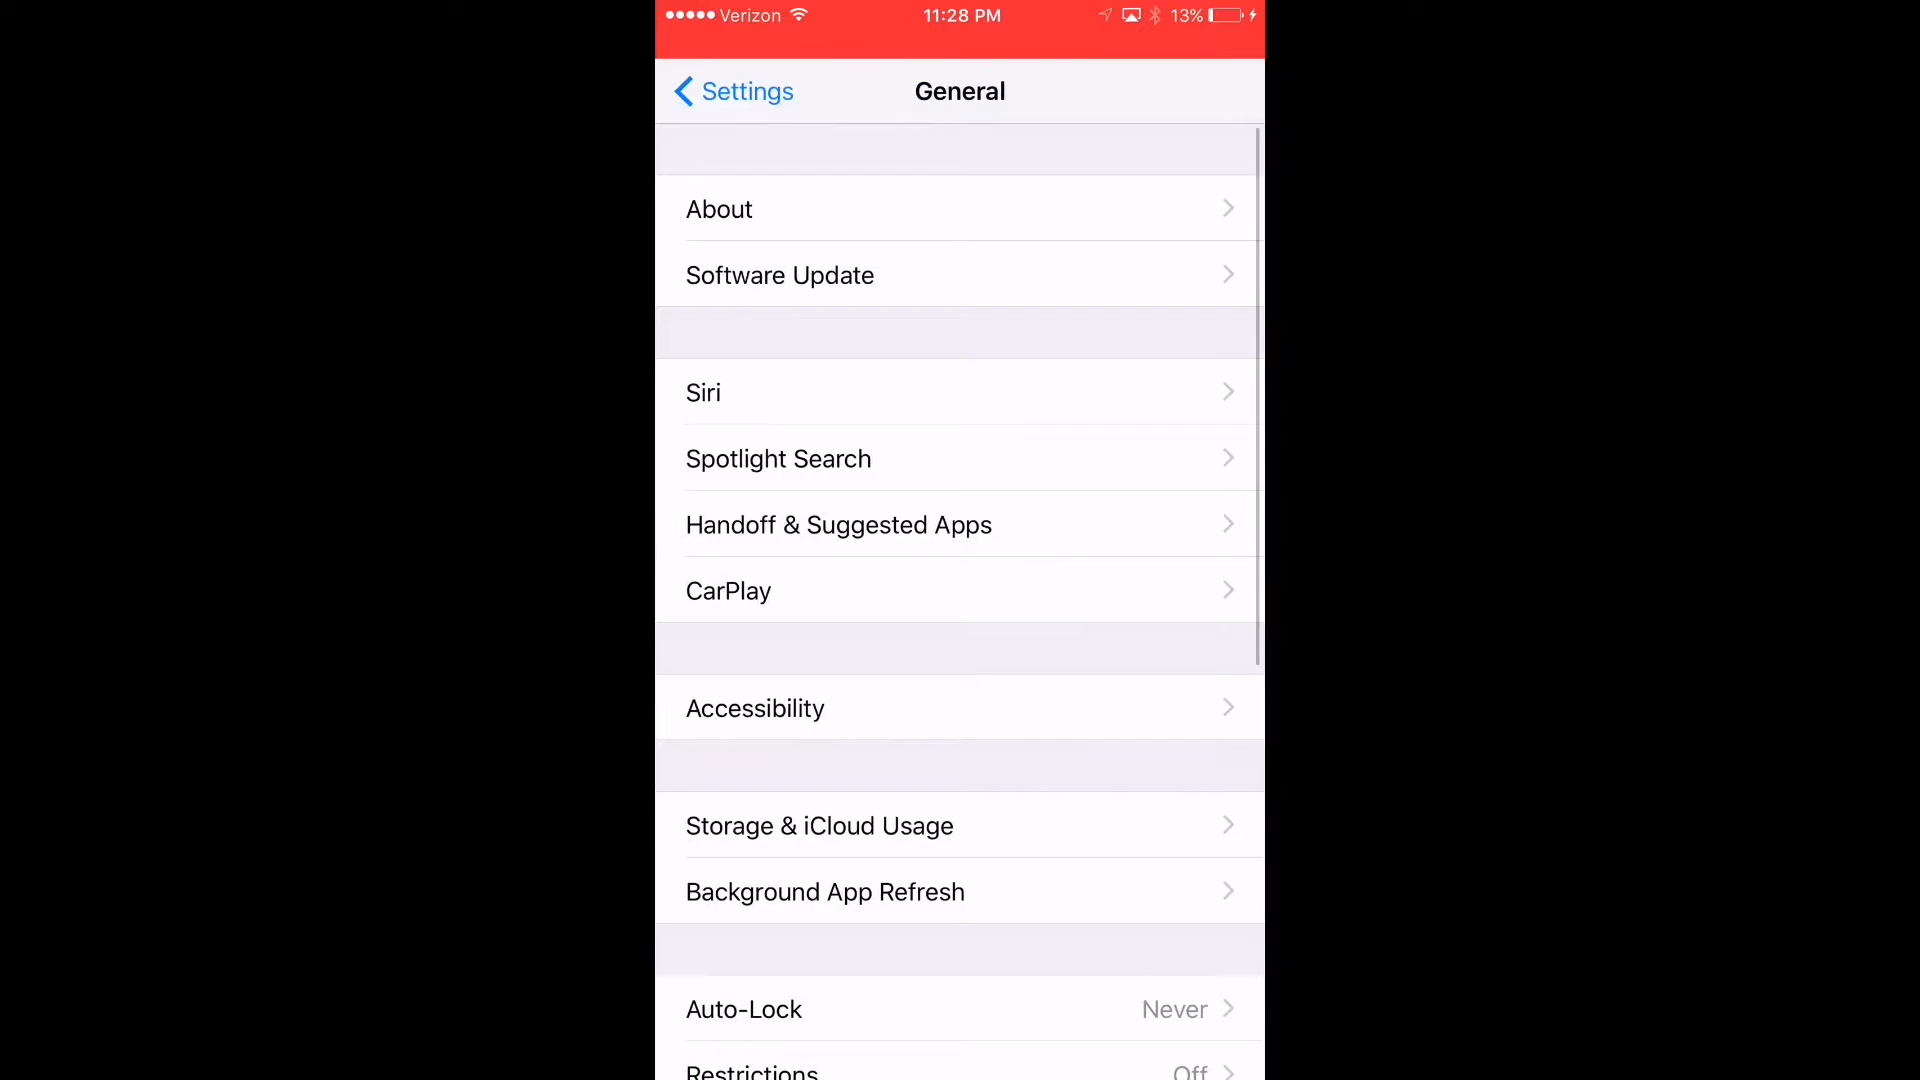 Verizon 11:28 PM 13%
Settings General
About
Software Update
Siri
Spotlight Search
Handoff & Suggested Apps
CarPlay
Accessibility
Storage & iCloud Usage
Background App Refresh
Auto-Lock Never
Restrictions Off